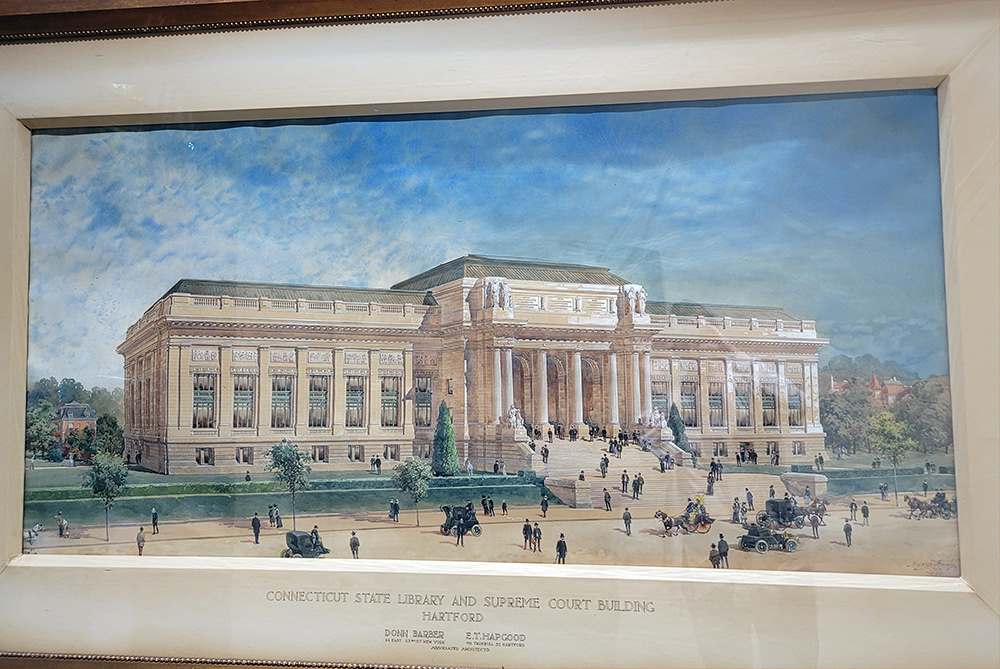 CONNECTICUT STATE LIBRARY AND SUPREME COURT BUILDING
HARTFORD
DONN BARBER E.T. HAPGOOD
ASSOCIATED ARCHITECTS